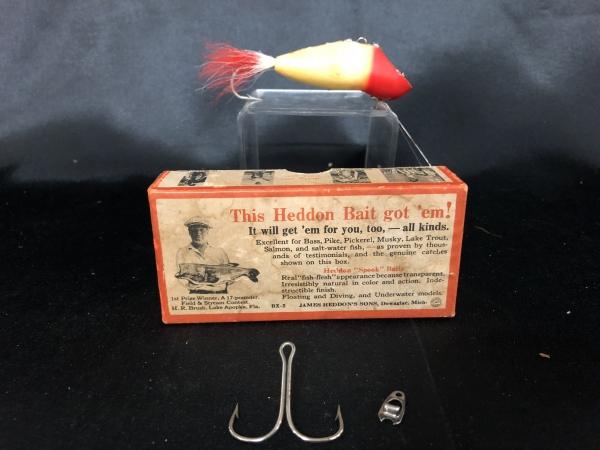 This Heddon Bait got 'em!
It will get 'em for you, too, — all kinds.
Excellent for Bass, Pike, Pickerel, Musky, Lake Trout,
Salmon, and salt-water fish, — as proven by thous-
ands of testimonials, and the genuine catches
shown on this box.
Heddon "Spook" Baits
Real "fish-flesh" appearance because transparent.
Irresistibly natural in color and action. Inde-
structible finish.
Floating and Diving, and Underwater models.
1st Prize Winner, A 17-pounder,
Field & Stream Contest
H. R. Brush, Lake Apopka, Fla.
BX-2 JAMES HEDDON'S SONS, Dowagiac, Mich.